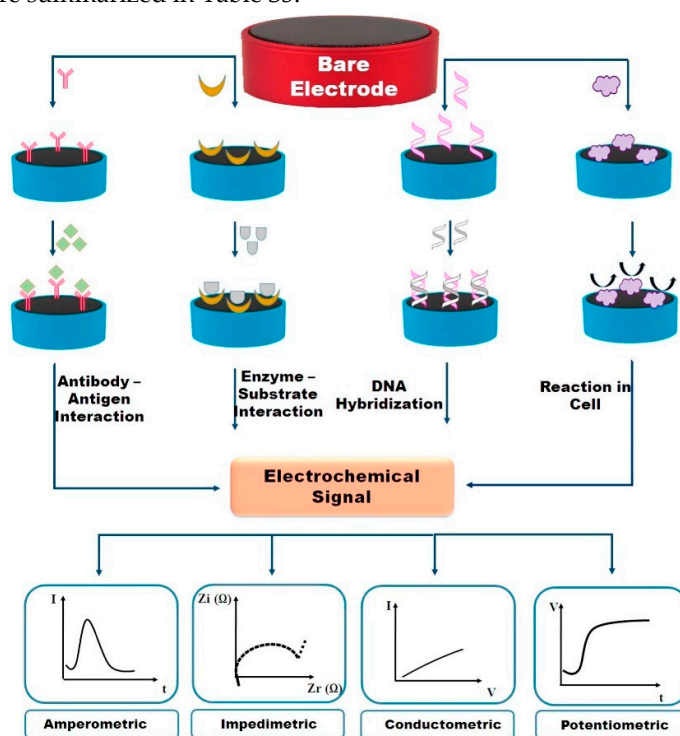 re summarized in Table S3.
Bare
Electrode
Antibody –
Antigen
Interaction
Enzyme –
Substrate
Interaction
DNA
Hybridization
Reaction in
Cell
Electrochemical
Signal
I
t
Zi (Ω)
Zr (Ω)
I
V
V
t
Amperometric
Impedimetric
Conductometric
Potentiometric